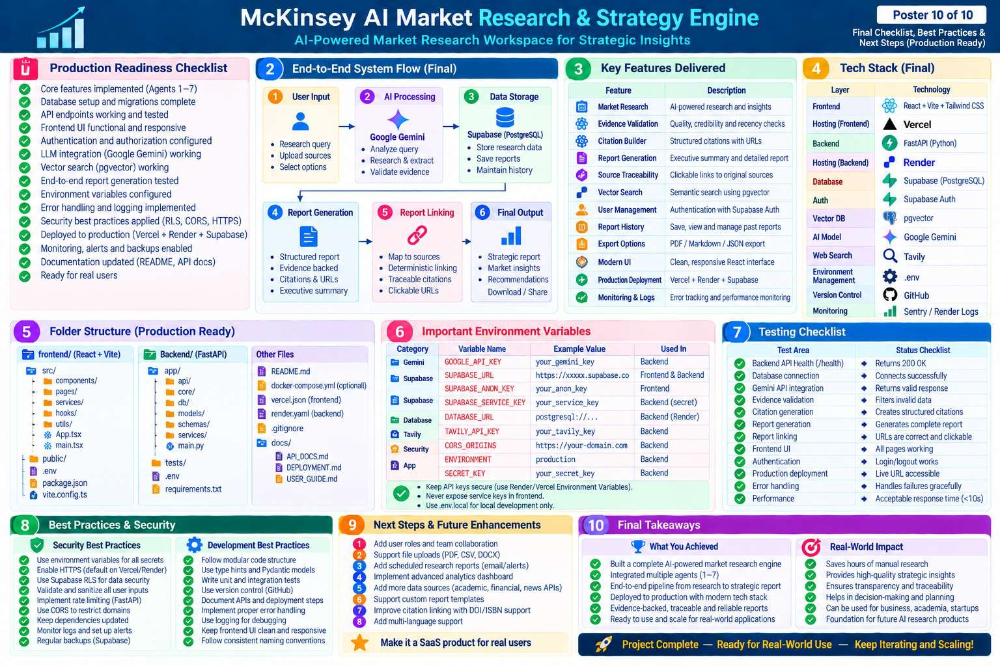 McKinsey AI Market Research & Strategy Engine
AI-Powered Market Research Workspace for Strategic Insights
Poster 10 of 10
Final Checklist, Best Practices &
Next Steps (Production Ready)
Production Readiness Checklist
Core features implemented (Agents 1–7)
Database setup and migrations complete
API endpoints working and tested
Frontend UI functional and responsive
Authentication and authorization configured
LLM integration (Google Gemini) working
Vector search (pgvector) working
End-to-end report generation tested
Environment variables configured
Error handling and logging implemented
Security best practices applied (RLS, CORS, HTTPS)
Deployed to production (Vercel + Render + Supabase)
Monitoring, alerts and backups enabled
Documentation updated (README, API docs)
Ready for real users
2 End-to-End System Flow (Final)
1 User Input
• Research query
• Upload sources
• Select options
2 AI Processing
Google Gemini
• Analyze query
• Research & extract
• Validate evidence
3 Data Storage
Supabase (PostgreSQL)
• Store research data
• Save reports
• Maintain history
4 Report Generation
• Structured report
• Evidence backed
• Citations & URLs
• Executive summary
5 Report Linking
• Map to sources
• Deterministic linking
• Traceable citations
• Clickable URLs
6 Final Output
• Strategic report
• Market insights
• Recommendations
Download / Share
3 Key Features Delivered
Feature Description
Market Research AI-powered research and insights
Evidence Validation Quality, credibility and recency checks
Citation Builder Structured citations with URLs
Report Generation Executive summary and detailed report
Source Traceability Clickable links to original sources
Vector Search Semantic search using pgvector
User Management Authentication with Supabase Auth
Report History Save, view and manage past reports
Export Options PDF / Markdown / JSON export
Modern UI Clean, responsive React interface
Production Deployment Vercel + Render + Supabase
Monitoring & Logs Error tracking and performance monitoring
4 Tech Stack (Final)
Layer Technology
Frontend React + Vite + Tailwind CSS
Hosting (Frontend) Vercel
Backend FastAPI (Python)
Hosting (Backend) Render
Database Supabase (PostgreSQL)
Auth Supabase Auth
Vector DB pgvector
AI Model Google Gemini
Web Search Tavily
Environment
Management .env
Version Control GitHub
Monitoring Sentry / Render Logs
5 Folder Structure (Production Ready)
frontend/ (React + Vite)
src/
components/
pages/
services/
hooks/
utils/
App.tsx
main.tsx
public/
.env
package.json
vite.config.ts
Backend/ (FastAPI)
app/
api/
core/
db/
models/
schemas/
services/
main.py
tests/
.env
requirements.txt
Other Files
README.md
docker-compose.yml (optional)
vercel.json (frontend)
render.yaml (backend)
.gitignore
docs/
API_DOCS.md
DEPLOYMENT.md
USER_GUIDE.md
6 Important Environment Variables
Category Variable Name Example Value Used In
Gemini GOOGLE_API_KEY your_gemini_key Backend
Supabase SUPABASE_URL https://xxxxx.supabase.co Frontend & Backend
SUPABASE_ANON_KEY your_anon_key Frontend
Supabase SUPABASE_SERVICE_KEY your_service_key Backend (secret)
Database DATABASE_URL postgresql://... Backend (Render)
Tavily TAVILY_API_KEY your_tavily_key Backend
Security CORS_ORIGINS https://your-domain.com Backend
App ENVIRONMENT production Backend
SECRET_KEY your_secret_key Backend
• Keep API keys secure (use Render/Vercel Environment Variables).
• Never expose service keys in frontend.
• Use .env.local for local development only.
7 Testing Checklist
Test Area Status Checklist
Backend API Health (/health) Returns 200 OK
Database connection Connects successfully
Gemini API integration Returns valid response
Evidence validation Filters invalid data
Citation generation Creates structured citations
Report generation Generates complete report
Report linking URLs are correct and clickable
Frontend UI All pages working
Authentication Login/logout works
Production deployment Live URL accessible
Error handling Handles failures gracefully
Performance Acceptable response time (<10s)
8 Best Practices & Security
Security Best Practices
Use environment variables for all secrets
Enable HTTPS (default on Vercel/Render)
Use Supabase RLS for data security
Validate and sanitize all user inputs
Implement rate limiting (FastAPI)
Use CORS to restrict domains
Keep dependencies updated
Monitor logs and set up alerts
Regular backups (Supabase)
Development Best Practices
Follow modular code structure
Use type hints and Pydantic models
Write unit and integration tests
Use version control (GitHub)
Document APIs and deployment steps
Implement proper error handling
Use logging for debugging
Keep frontend UI clean and responsive
Follow consistent naming conventions
9 Next Steps & Future Enhancements
1 Add user roles and team collaboration
2 Support file uploads (PDF, CSV, DOCX)
3 Add scheduled research reports (email/alerts)
4 Implement advanced analytics dashboard
5 Add more data sources (academic, financial, news APIs)
6 Support custom report templates
7 Improve citation linking with DOI/ISBN support
8 Add multi-language support
Make it a SaaS product for real users
10 Final Takeaways
What You Achieved
Built a complete AI-powered market research engine
Integrated multiple agents (1–7)
End-to-end pipeline from research to strategic report
Deployed to production with modern tech stack
Evidence-backed, traceable and reliable reports
Ready to use and scale for real-world applications
Real-World Impact
Saves hours of manual research
Provides high-quality strategic insights
Ensures transparency and traceability
Helps in decision-making and planning
Can be used for business, academia, startups
Foundation for future AI research products
Project Complete — Ready for Real-World Use — Keep Iterating and Scaling!